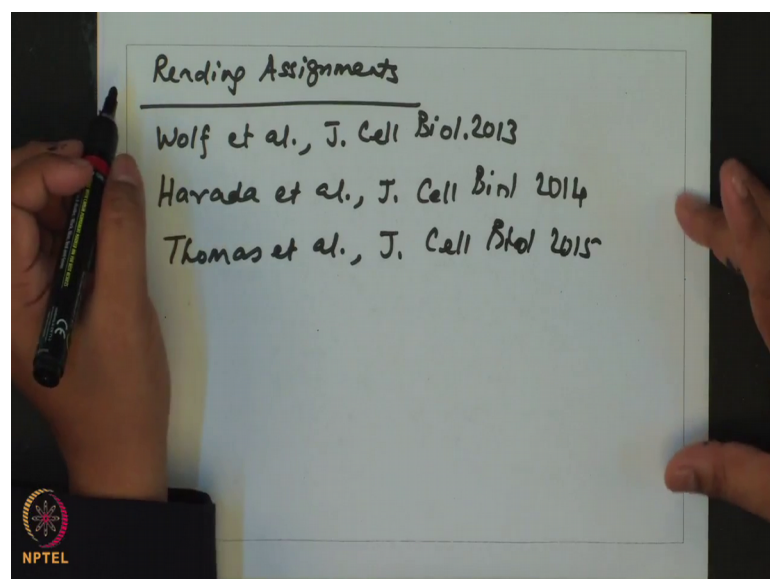 Reading Assignments
Wolf et al., J. Cell Biol. 2013
Harada et al., J. Cell Biol 2014
Thomas et al., J. Cell Biol 2015
NPTEL